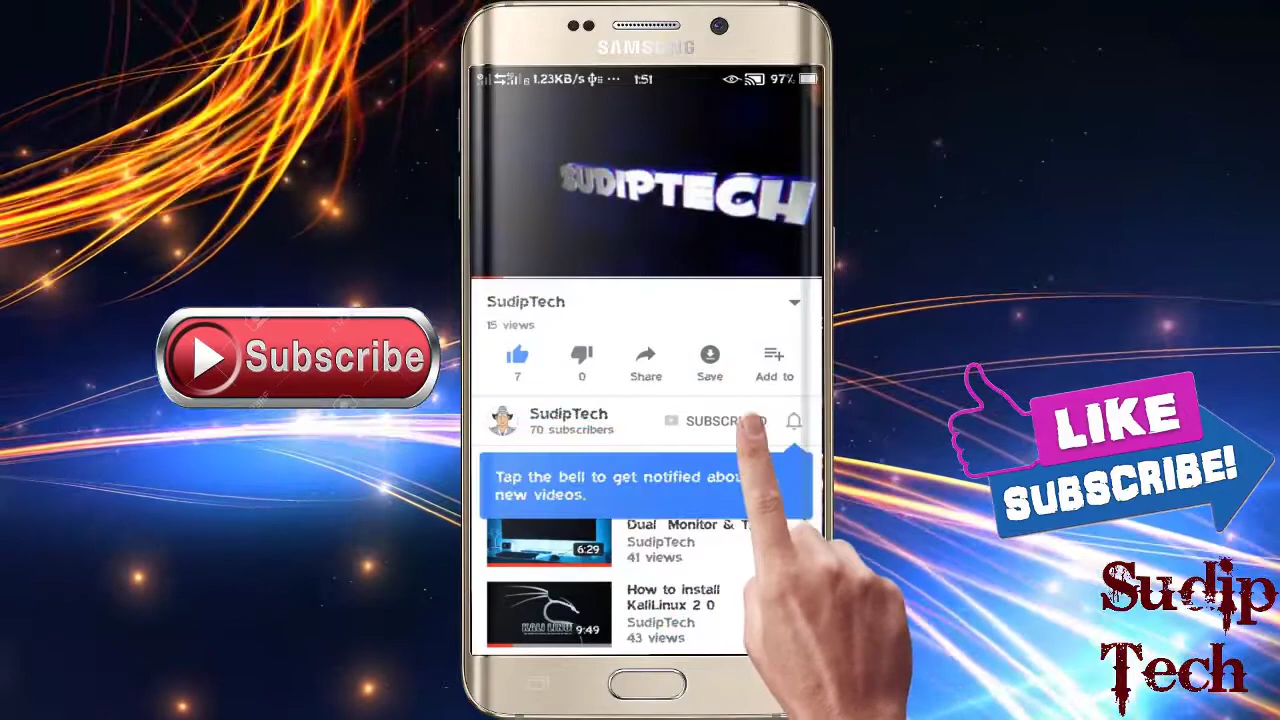 SAMSUNG
1.23KB/s ... 1:51 97%
SUDIPTECH
SudipTech
15 views
7 0 Share Save Add to
SudipTech
70 subscribers
Tap the bell to get notified
new videos.
6:29
Dual Monitor &
SudipTech
41 views
How to install
KaliLinux 2 0
SudipTech
43 views
KALI LINUX
9:49
Subscribe
LIKE
SUBSCRIBE!
Sudip
Tech